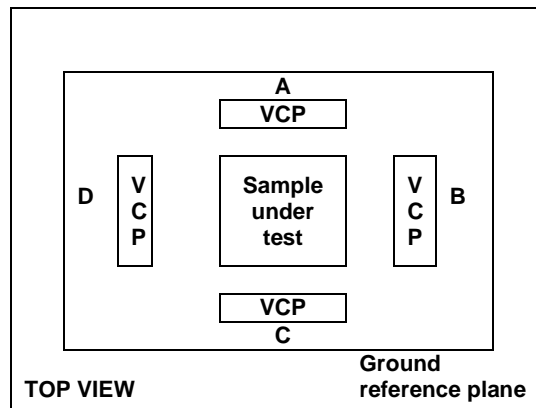 A
VCP
D
V
C
P
Sample
under
test
V
C
P
B
VCP
C
Ground
reference plane
TOP VIEW